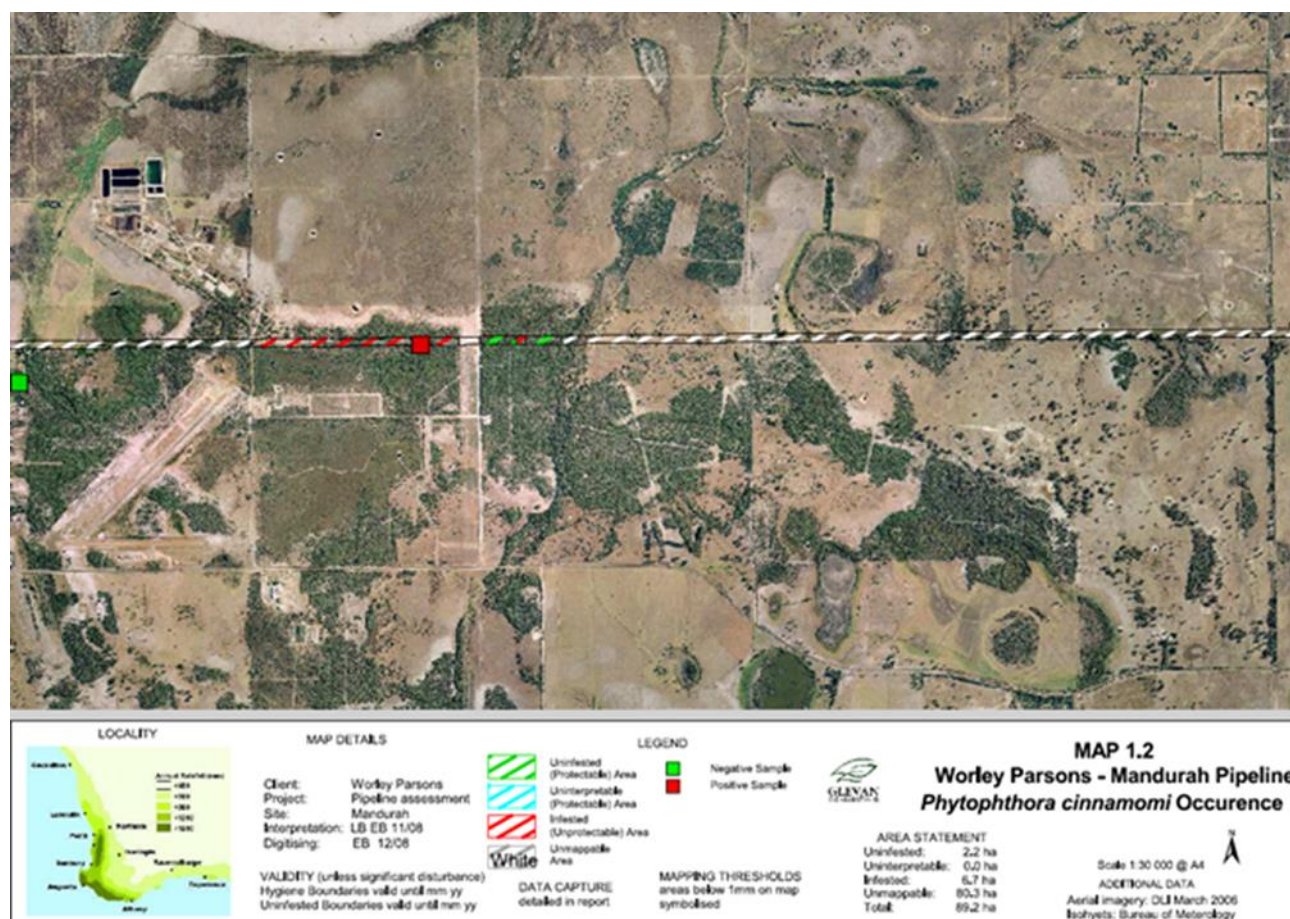 LOCALITY
MAP DETAILS
Client: Worley Parsons
Project: Pipeline assessment
Site: Mandurah
Interpretation: LB EB 11/08
Digitising: EB 12/08
VALIDITY (unless significant disturbance)
Hygiene Boundaries valid until mm yy
Uninfested Boundaries valid until mm yy
LEGEND
Uninfested
(Protectable) Area
Uninterpretable
(Protectable) Area
Infested
(Unprotectable) Area
Unmappable
Area
White
Negative Sample
Positive Sample
DATA CAPTURE
detailed in report
MAPPING THRESHOLDS
areas below 1mm on map
symbolised
GLEVAN
MAP 1.2
Worley Parsons - Mandurah Pipeline
Phytophthora cinnamomi Occurence
AREA STATEMENT
Uninfested: 2.2 ha
Uninterpretable: 0.0 ha
Infested: 6.7 ha
Unmappable: 80.3 ha
Total: 89.2 ha
N
Scale 1:30 000 @ A4
ADDITIONAL DATA
Aerial imagery: DLI March 2006
Isohyets: Bureau of Meterology